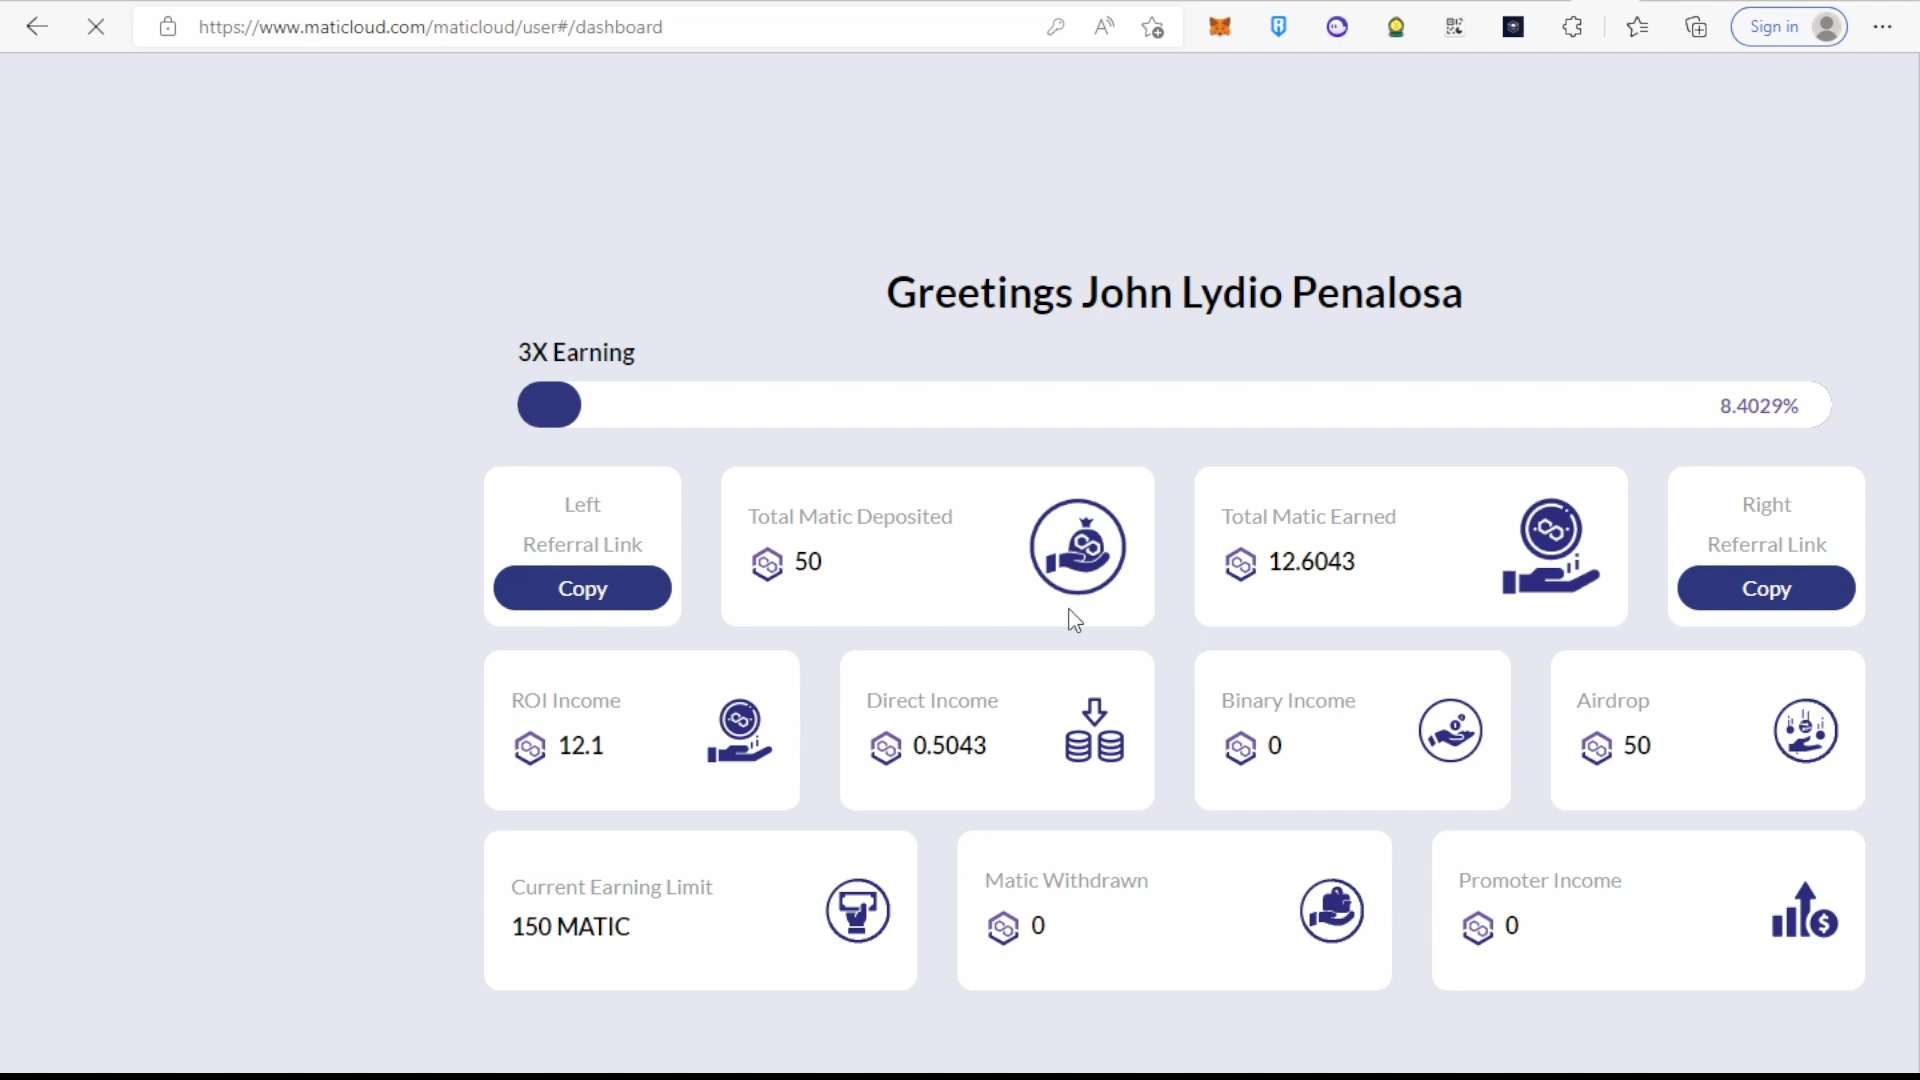 https://www.maticloud.com/maticloud/user#/dashboard
Sign in
Greetings John Lydio Penalosa
3X Earning
8.4029%
Left
Referral Link
Copy
Total Matic Deposited
50
Total Matic Earned
12.6043
Right
Referral Link
Copy
ROI Income
12.1
Direct Income
0.5043
Binary Income
0
Airdrop
50
Current Earning Limit
150 MATIC
Matic Withdrawn
0
Promoter Income
0